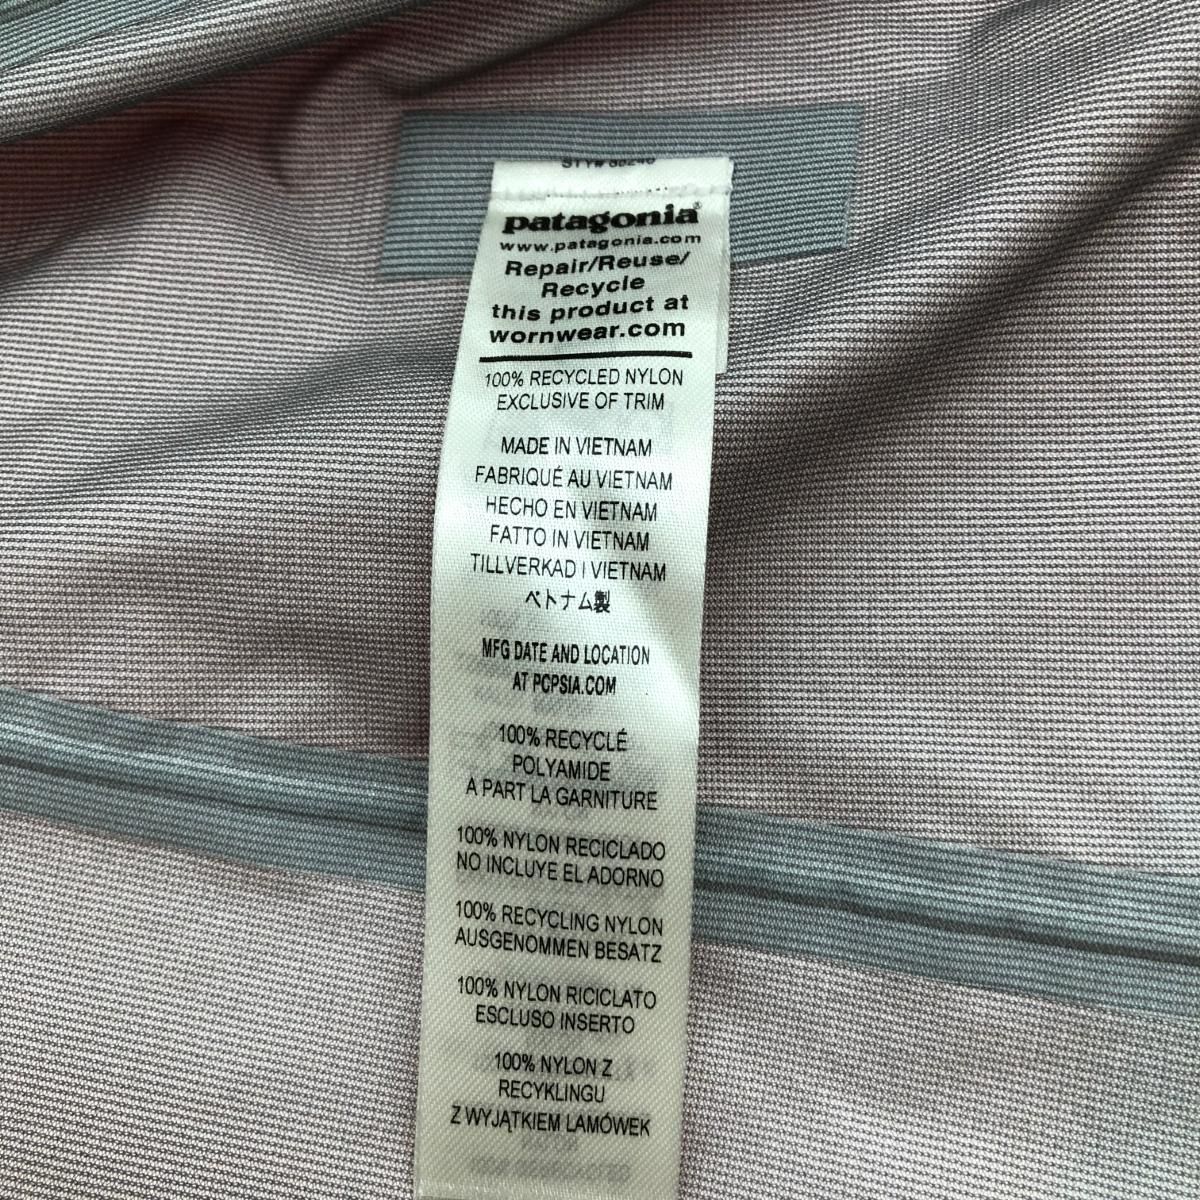 patagonia®
www.patagonia.com
Repair/Reuse/
Recycle
this product at
wornwear.com
100% RECYCLED NYLON
EXCLUSIVE OF TRIM
MADE IN VIETNAM
FABRIQUÉ AU VIETNAM
HECHO EN VIETNAM
FATTO IN VIETNAM
TILLVERKAD I VIETNAM
ベトナム製
MFG DATE AND LOCATION
AT PCPSIA.COM
100% RECYCLÉ
POLYAMIDE
A PART LA GARNITURE
100% NYLON RECICLADO
NO INCLUYE EL ADORNO
100% RECYCLING NYLON
AUSGENOMMEN BESATZ
100% NYLON RICICLATO
ESCLUSO INSERTO
100% NYLON Z
RECYKLINGU
Z WYJĄTKIEM LAMÓWEK